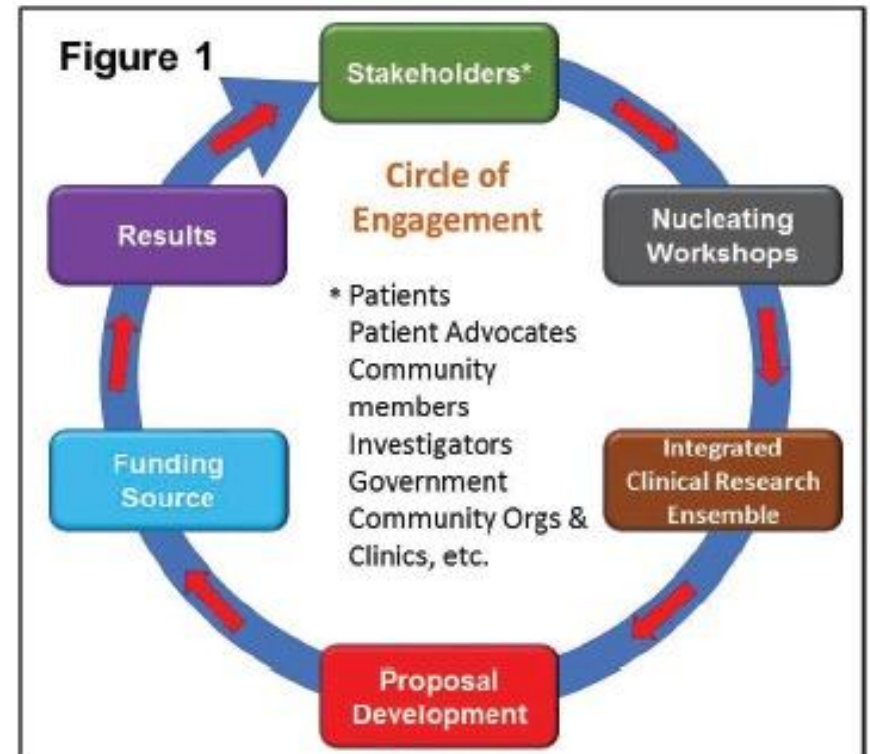 Figure 1
Stakeholders*
Circle of
Engagement
Nucleating
Workshops
Integrated
Clinical Research
Ensemble
Proposal
Development
Funding
Source
Results
* Patients
Patient Advocates
Community
members
Investigators
Government
Community Orgs &
Clinics, etc.